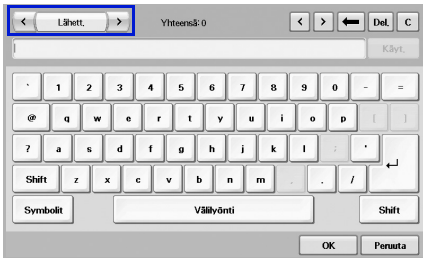 < Lähett. > Yhteensä: 0 < > ← Del. C
Käyt.
` 1 2 3 4 5 6 7 8 9 0 - =
@ q w e r t y u i o p [ ]
? a s d f g h j k l ; ' ↵
Shift z x c v b n m , . /
Symbolit Välilyönti Shift
OK Peruuta